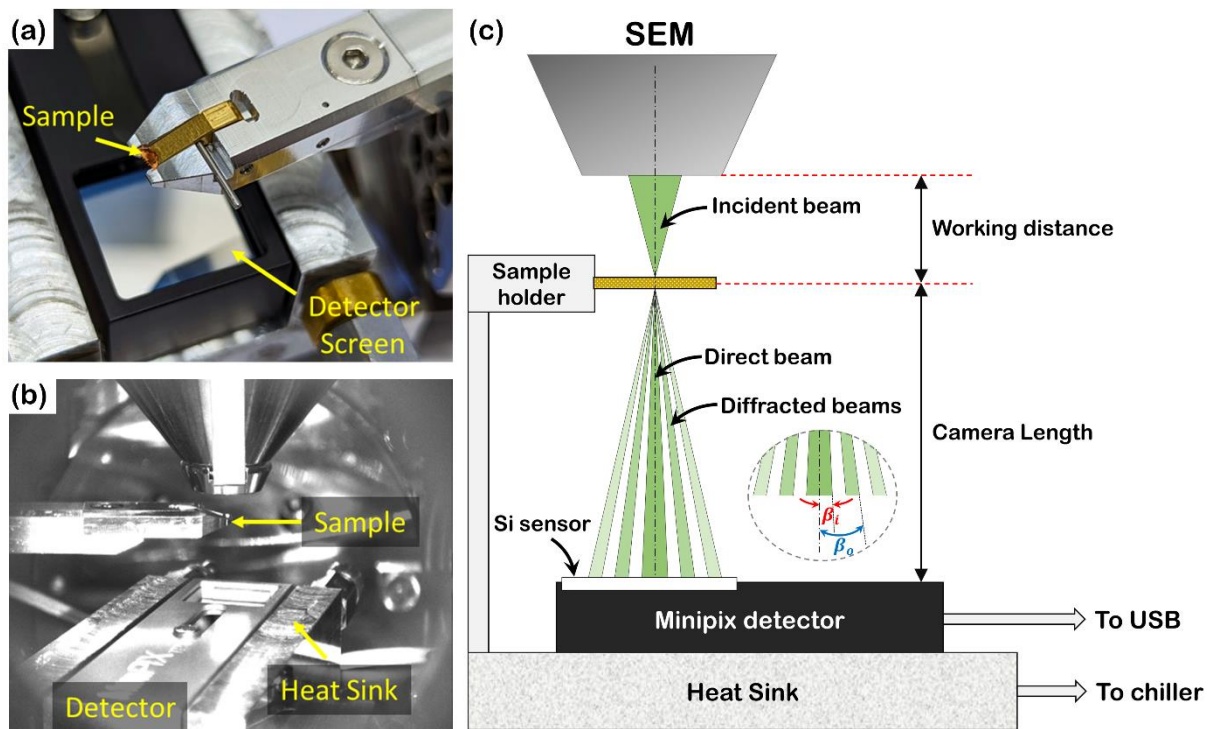 (a)
Sample
Detector
Screen
(b)
Sample
Heat Sink
Detector
(c)
SEM
Incident beam
Working distance
Sample
holder
Direct beam
Diffracted beams
Camera Length
Si sensor
βi
βo
Minipix detector
To USB
Heat Sink
To chiller